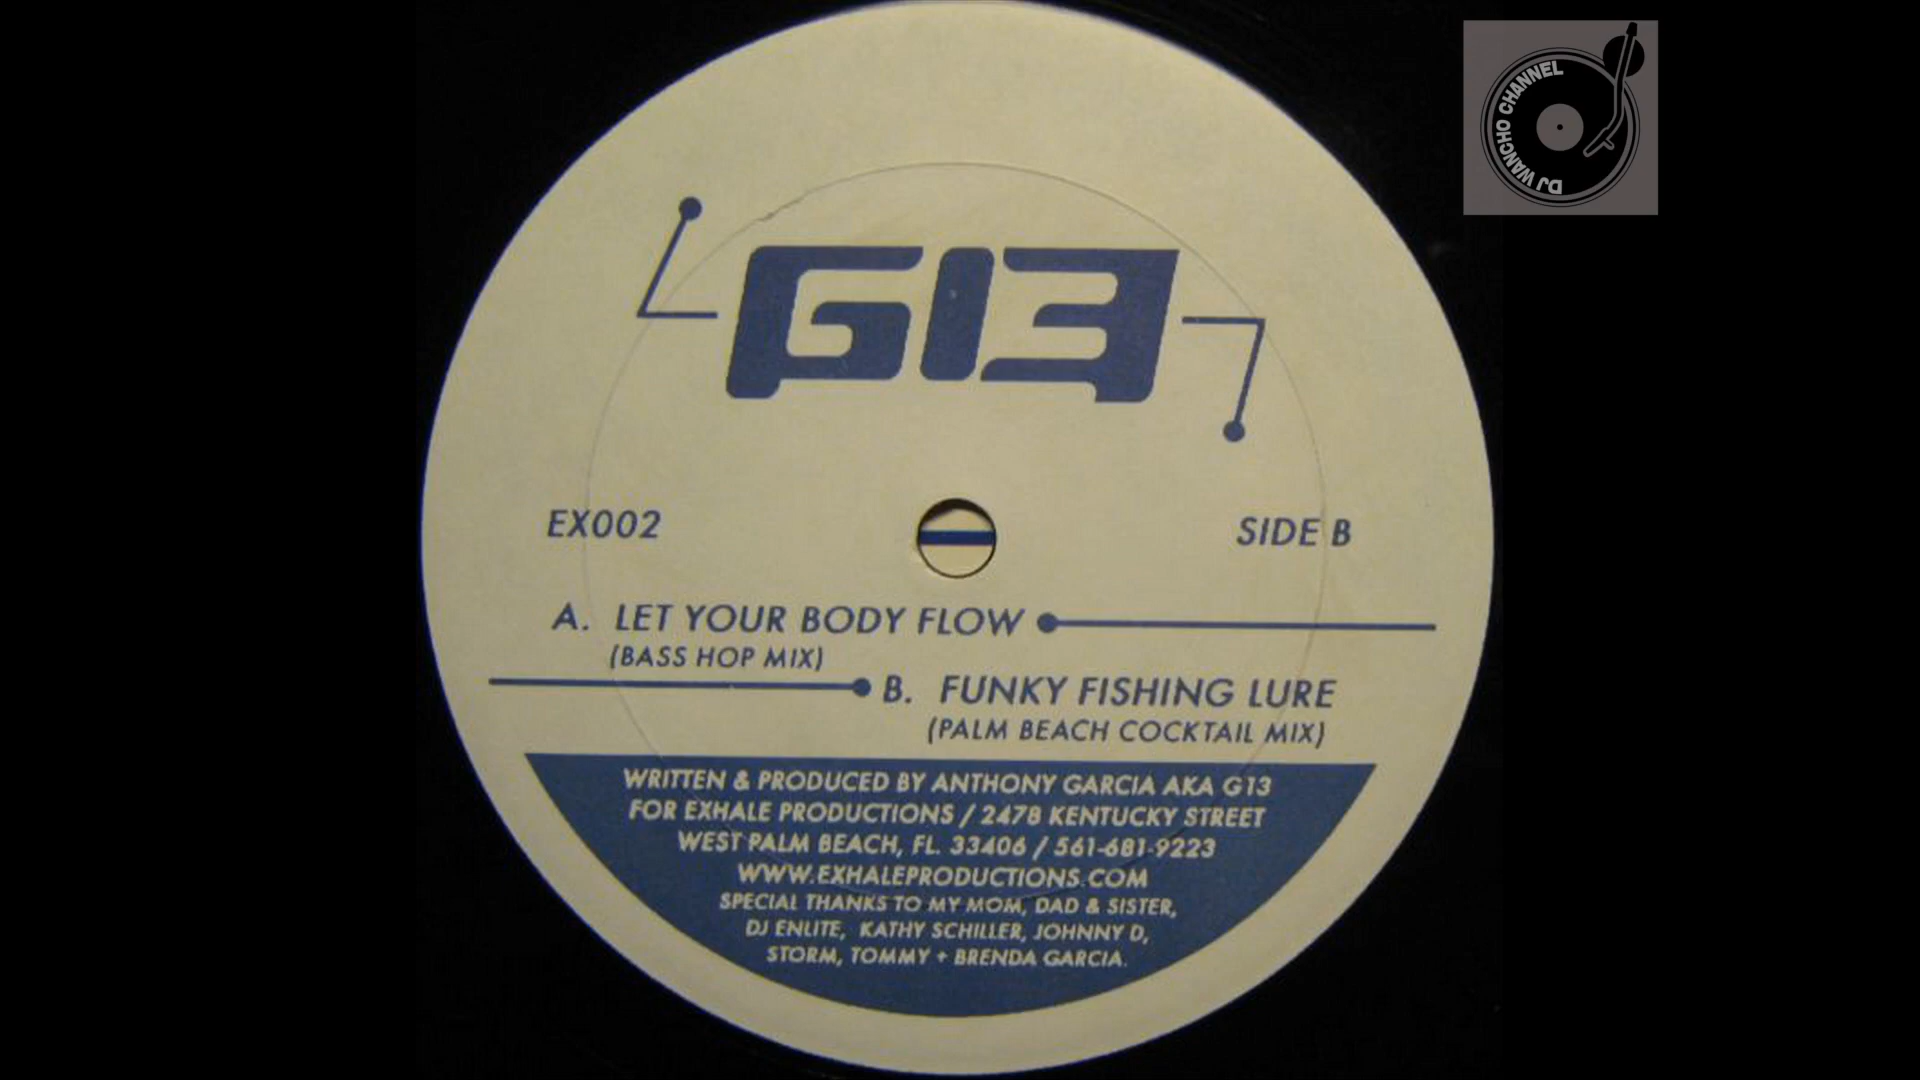 DJ WANCHO CHANNEL
G13
EX002
SIDE B
A. LET YOUR BODY FLOW
(BASS HOP MIX)
B. FUNKY FISHING LURE
(PALM BEACH COCKTAIL MIX)
WRITTEN & PRODUCED BY ANTHONY GARCIA AKA G13
FOR EXHALE PRODUCTIONS / 2478 KENTUCKY STREET
WEST PALM BEACH, FL. 33406 / 561-681-9223
WWW.EXHALEPRODUCTIONS.COM
SPECIAL THANKS TO MY MOM, DAD & SISTER,
DJ ENLITE, KATHY SCHILLER, JOHNNY D,
STORM, TOMMY + BRENDA GARCIA.